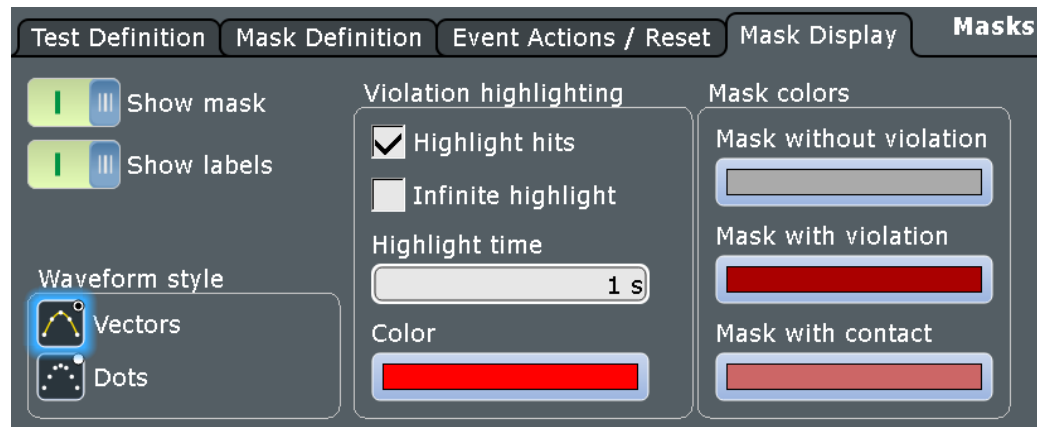 Test Definition Mask Definition Event Actions / Reset Mask Display Masks
Show mask
Show labels
Waveform style
Vectors
Dots
Violation highlighting
Highlight hits
Infinite highlight
Highlight time
1 s
Color
Mask colors
Mask without violation
Mask with violation
Mask with contact